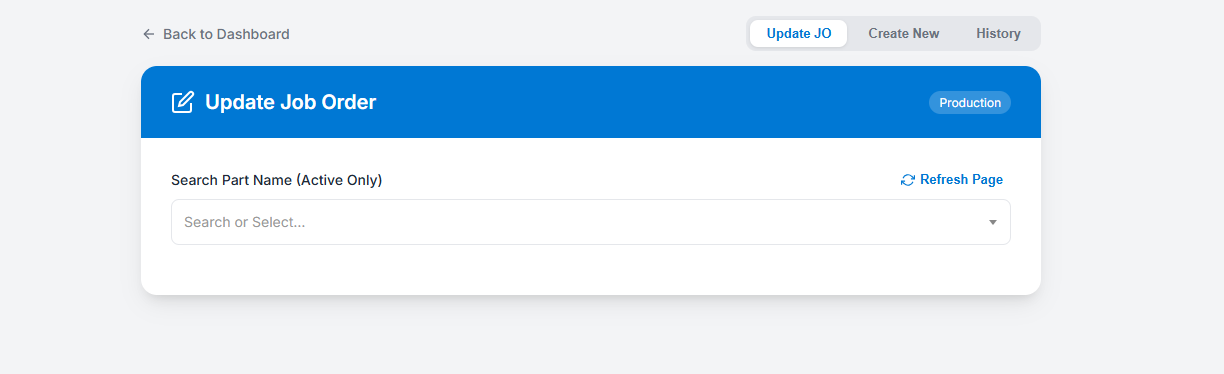 Back to Dashboard
Update JO Create New History
Update Job Order
Production
Search Part Name (Active Only)
Refresh Page
Search or Select...